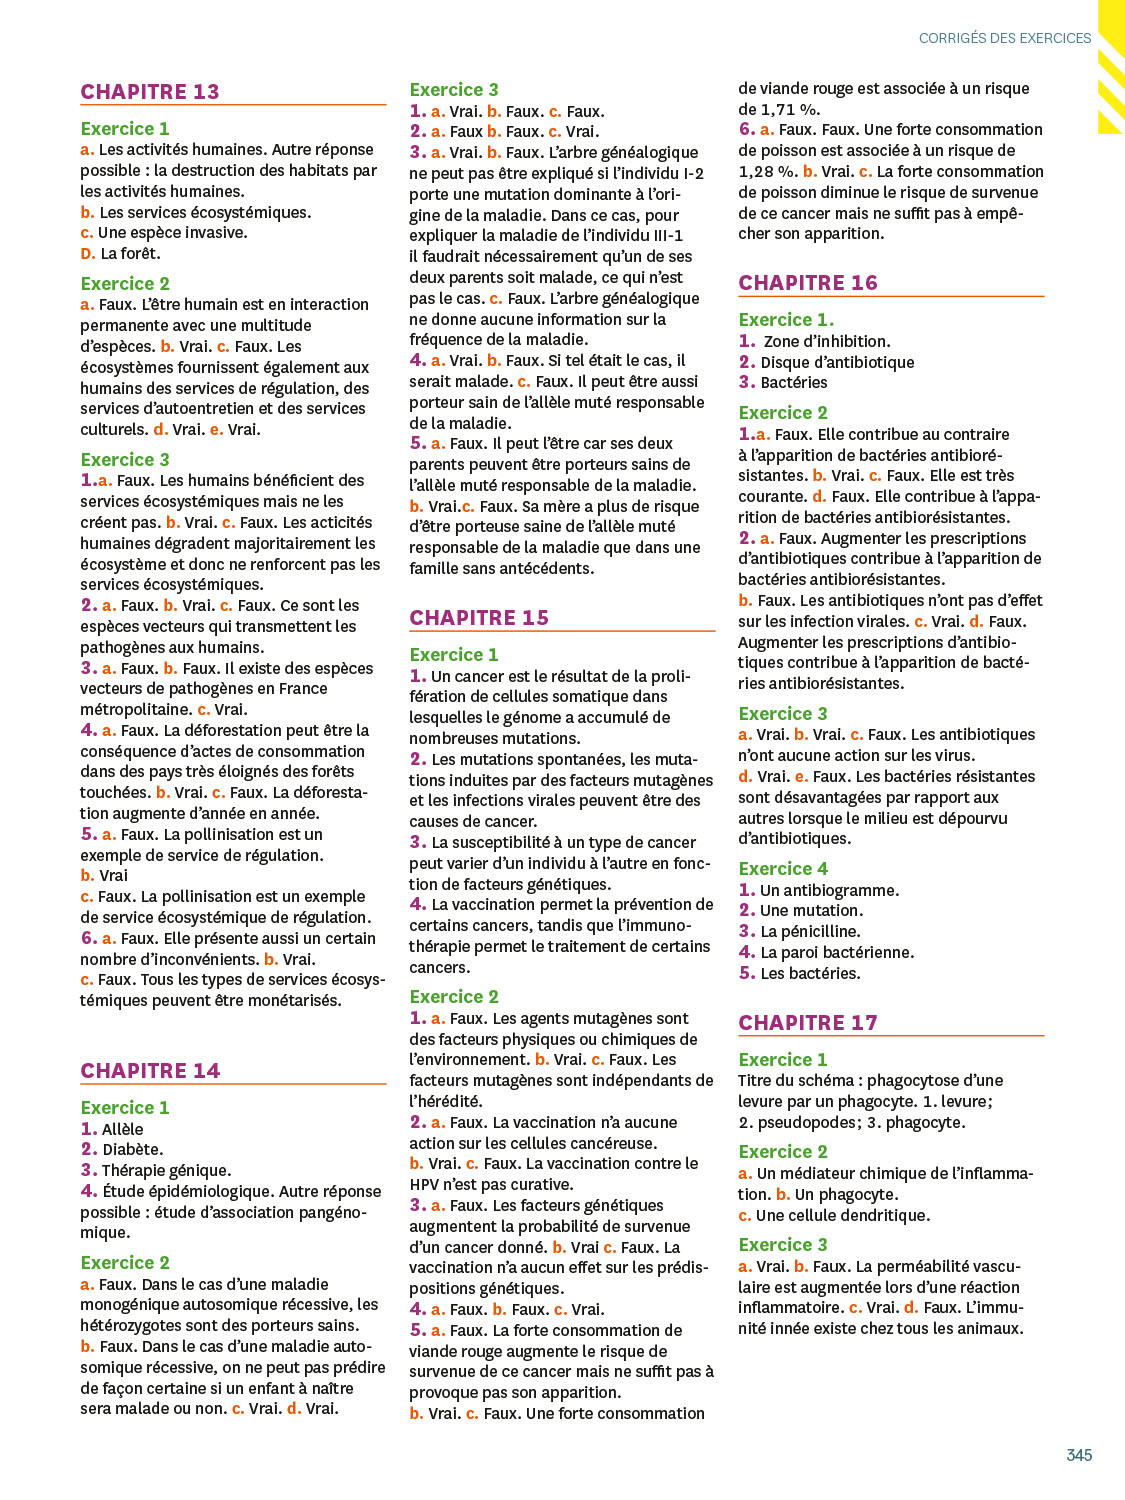 CORRIGÉS DES EXERCICES
CHAPITRE 13
Exercice 1
a. Les activités humaines. Autre réponse
possible : la destruction des habitats par
les activités humaines.
b. Les services écosystémiques.
c. Une espèce invasive.
D. La forêt.
Exercice 2
a. Faux. L’être humain est en interaction
permanente avec une multitude
d’espèces. b. Vrai. c. Faux. Les
écosystèmes fournissent également aux
humains des services de régulation, des
services d’autoentretien et des services
culturels. d. Vrai. e. Vrai.
Exercice 3
1.a. Faux. Les humains bénéficient des
services écosystémiques mais ne les
créent pas. b. Vrai. c. Faux. Les acticités
humaines dégradent majoritairement les
écosystème et donc ne renforcent pas les
services écosystémiques.
2. a. Faux. b. Vrai. c. Faux. Ce sont les
espèces vecteurs qui transmettent les
pathogènes aux humains.
3. a. Faux. b. Faux. Il existe des espèces
vecteurs de pathogènes en France
métropolitaine. c. Vrai.
4. a. Faux. La déforestation peut être la
conséquence d’actes de consommation
dans des pays très éloignés des forêts
touchées. b. Vrai. c. Faux. La déforesta-
tion augmente d’année en année.
5. a. Faux. La pollinisation est un
exemple de service de régulation.
b. Vrai
c. Faux. La pollinisation est un exemple
de service écosystémique de régulation.
6. a. Faux. Elle présente aussi un certain
nombre d’inconvénients. b. Vrai.
c. Faux. Tous les types de services écosys-
témiques peuvent être monétarisés.
CHAPITRE 14
Exercice 1
1. Allèle
2. Diabète.
3. Thérapie génique.
4. Étude épidémiologique. Autre réponse
possible : étude d’association pangéno-
mique.
Exercice 2
a. Faux. Dans le cas d’une maladie
monogénique autosomique récessive, les
hétérozygotes sont des porteurs sains.
b. Faux. Dans le cas d’une maladie auto-
somique récessive, on ne peut pas prédire
de façon certaine si un enfant à naître
sera malade ou non. c. Vrai. d. Vrai.
Exercice 3
1. a. Vrai. b. Faux. c. Faux.
2. a. Faux b. Faux. c. Vrai.
3. a. Vrai. b. Faux. L’arbre généalogique
ne peut pas être expliqué si l’individu I-2
porte une mutation dominante à l’ori-
gine de la maladie. Dans ce cas, pour
expliquer la maladie de l’individu III-1
il faudrait nécessairement qu’un de ses
deux parents soit malade, ce qui n’est
pas le cas. c. Faux. L’arbre généalogique
ne donne aucune information sur la
fréquence de la maladie.
4. a. Vrai. b. Faux. Si tel était le cas, il
serait malade. c. Faux. Il peut être aussi
porteur sain de l’allèle muté responsable
de la maladie.
5. a. Faux. Il peut l’être car ses deux
parents peuvent être porteurs sains de
l’allèle muté responsable de la maladie.
b. Vrai.c. Faux. Sa mère a plus de risque
d’être porteuse saine de l’allèle muté
responsable de la maladie que dans une
famille sans antécédents.
CHAPITRE 15
Exercice 1
1. Un cancer est le résultat de la proli-
fération de cellules somatique dans
lesquelles le génome a accumulé de
nombreuses mutations.
2. Les mutations spontanées, les muta-
tions induites par des facteurs mutagènes
et les infections virales peuvent être des
causes de cancer.
3. La susceptibilité à un type de cancer
peut varier d’un individu à l’autre en fonc-
tion de facteurs génétiques.
4. La vaccination permet la prévention de
certains cancers, tandis que l’immuno-
thérapie permet le traitement de certains
cancers.
Exercice 2
1. a. Faux. Les agents mutagènes sont
des facteurs physiques ou chimiques de
l’environnement. b. Vrai. c. Faux. Les
facteurs mutagènes sont indépendants de
l’hérédité.
2. a. Faux. La vaccination n’a aucune
action sur les cellules cancéreuse.
b. Vrai. c. Faux. La vaccination contre le
HPV n’est pas curative.
3. a. Faux. Les facteurs génétiques
augmentent la probabilité de survenue
d’un cancer donné. b. Vrai c. Faux. La
vaccination n’a aucun effet sur les prédis-
positions génétiques.
4. a. Faux. b. Faux. c. Vrai.
5. a. Faux. La forte consommation de
viande rouge augmente le risque de
survenue de ce cancer mais ne suffit pas à
provoque pas son apparition.
b. Vrai. c. Faux. Une forte consommation
de viande rouge est associée à un risque
de 1,71 %.
6. a. Faux. Faux. Une forte consommation
de poisson est associée à un risque de
1,28 %. b. Vrai. c. La forte consommation
de poisson diminue le risque de survenue
de ce cancer mais ne suffit pas à empê-
cher son apparition.
CHAPITRE 16
Exercice 1.
1. Zone d’inhibition.
2. Disque d’antibiotique
3. Bactéries
Exercice 2
1.a. Faux. Elle contribue au contraire
à l’apparition de bactéries antibioré-
sistantes. b. Vrai. c. Faux. Elle est très
courante. d. Faux. Elle contribue à l’appa-
rition de bactéries antibiorésistantes.
2. a. Faux. Augmenter les prescriptions
d’antibiotiques contribue à l’apparition de
bactéries antibiorésistantes.
b. Faux. Les antibiotiques n’ont pas d’effet
sur les infection virales. c. Vrai. d. Faux.
Augmenter les prescriptions d’antibio-
tiques contribue à l’apparition de bacté-
ries antibiorésistantes.
Exercice 3
a. Vrai. b. Vrai. c. Faux. Les antibiotiques
n’ont aucune action sur les virus.
d. Vrai. e. Faux. Les bactéries résistantes
sont désavantagées par rapport aux
autres lorsque le milieu est dépourvu
d’antibiotiques.
Exercice 4
1. Un antibiogramme.
2. Une mutation.
3. La pénicilline.
4. La paroi bactérienne.
5. Les bactéries.
CHAPITRE 17
Exercice 1
Titre du schéma : phagocytose d’une
levure par un phagocyte. 1. levure ;
2. pseudopodes ; 3. phagocyte.
Exercice 2
a. Un médiateur chimique de l’inflamma-
tion. b. Un phagocyte.
c. Une cellule dendritique.
Exercice 3
a. Vrai. b. Faux. La perméabilité vascu-
laire est augmentée lors d’une réaction
inflammatoire. c. Vrai. d. Faux. L’immu-
nité innée existe chez tous les animaux.
345